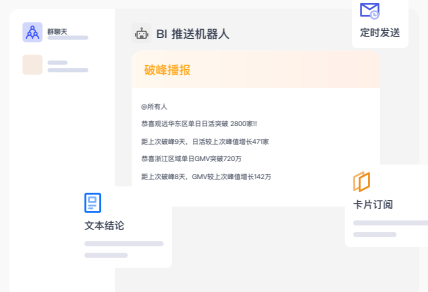 群聊天
BI 推送机器人
定时发送
破峰播报
@所有人
恭喜观远华东区单日日活突破 2800家!!
距上次破峰9天，日活较上次峰值增长471家
恭喜浙江区域单日GMV突破720万
距上次破峰8天，GMV较上次峰值增长142万
卡片订阅
文本结论